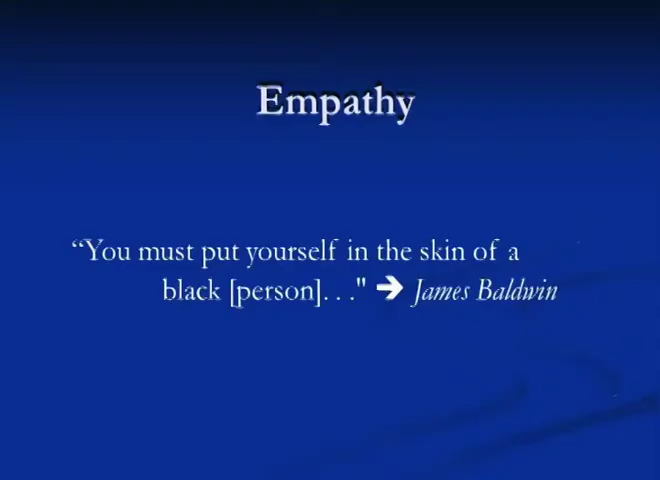 Empathy
“You must put yourself in the skin of a
black [person]. . ." ➔ James Baldwin